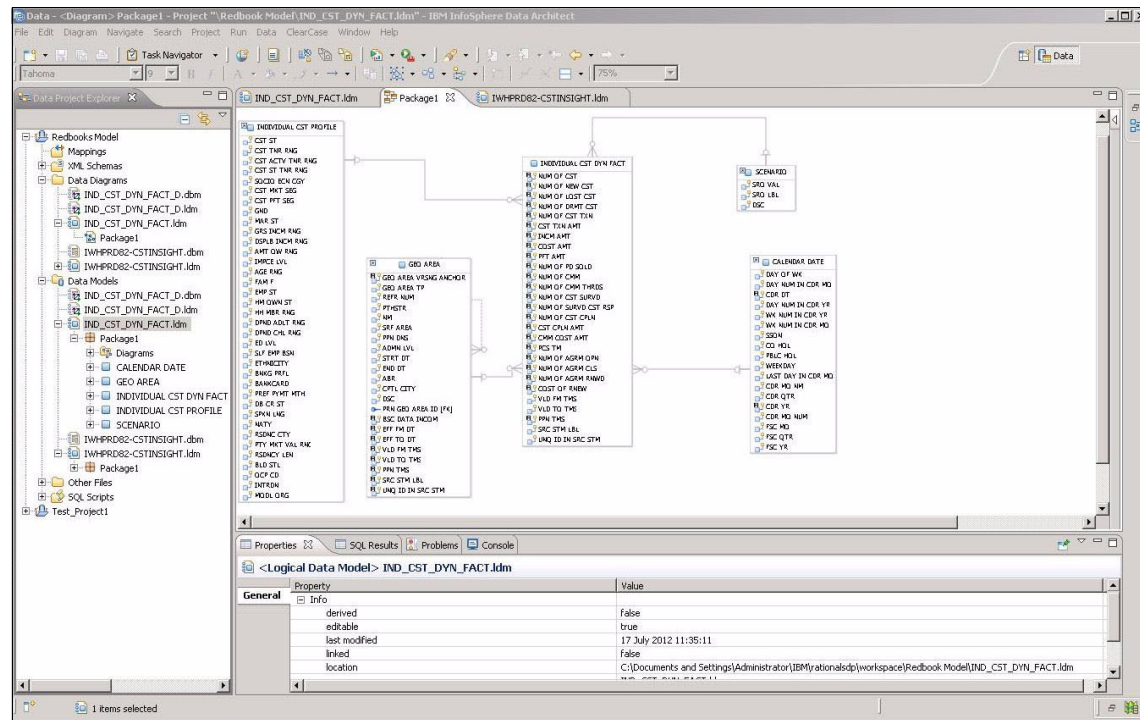 Data - <Diagram> Package1 - Project "\Redbook Model\IND_CST_DYN_FACT.ldm" - IBM InfoSphere Data Architect
File Edit Diagram Navigate Search Project Run Data ClearCase Window Help
Task Navigator
Data
Tahoma 9 B I A 75%
Data Project Explorer
Redbooks Model
Mappings
XML Schemas
Data Diagrams
IND_CST_DYN_FACT_D.dbm
IND_CST_DYN_FACT_D.ldm
IND_CST_DYN_FACT.ldm
Package1
IWHPRD82-CSTINSIGHT.dbm
IWHPRD82-CSTINSIGHT.ldm
Data Models
IND_CST_DYN_FACT_D.dbm
IND_CST_DYN_FACT_D.ldm
IND_CST_DYN_FACT.ldm
Package1
Diagrams
CALENDAR DATE
GEO AREA
INDIVIDUAL CST DYN FACT
INDIVIDUAL CST PROFILE
SCENARIO
IWHPRD82-CSTINSIGHT.dbm
IWHPRD82-CSTINSIGHT.ldm
Package1
Other Files
SQL Scripts
Test_Project1
IND_CST_DYN_FACT.ldm
Package1
IWHPRD82-CSTINSIGHT.ldm
INDIVIDUAL CST PROFILE
CST ST
CST TNR RNG
CST ACTV TNR RNG
CST ST TNR RNG
SOCIO ECN CGY
CST MKT SEG
CST PFT SEG
GND
MAR ST
GRS INCM RNG
DSPLB INCM RNG
AMT OW RNG
IMPCE LVL
AGE RNG
FAM F
EMP ST
HM OWN ST
HH MBR RNG
DPND ADLT RNG
DPND CHL RNG
ED LVL
SLF EMP BSN
ETHNICITY
BNKG PRFL
BANKCARD
PREF PYMT MTH
DB CR ST
SPKN LNG
NATY
RSDNC CTY
PTY MKT VAL RNG
RSDNCY LEN
BLD STL
OCP CD
INTRDN
MODL ORG
GEO AREA
GEO AREA VRSNG ANCHOR
GEO AREA TP
REFR NUM
PTHSTR
NM
SRF AREA
PPN DNS
ADMN LVL
STRT DT
END DT
ABR
CPTL CITY
DSC
PRN GEO AREA ID [FK]
BSC DATA INCOM
EFF FM DT
EFF TO DT
VLD FM TMS
VLD TO TMS
PPN TMS
SRC STM LBL
UNQ ID IN SRC STM
INDIVIDUAL CST DYN FACT
NUM OF CST
NUM OF NEW CST
NUM OF LOST CST
NUM OF DRMT CST
NUM OF CST TXN
CST TXN AMT
INCM AMT
COST AMT
PFT AMT
NUM OF PD SOLD
NUM OF CMM
NUM OF CMM THRDS
NUM OF CST SURVD
NUM OF SURVD CST RSP
NUM OF CST CPLN
CST CPLN AMT
CMM COST AMT
PCS TM
NUM OF AGRM OPN
NUM OF AGRM CLS
NUM OF AGRM RNWD
COST OF RNEW
VLD FM TMS
VLD TO TMS
PPN TMS
SRC STM LBL
UNQ ID IN SRC STM
SCENARIO
SRO VAL
SRO LBL
DSC
CALENDAR DATE
DAY OF WK
DAY NUM IN CDR MO
CDR DT
DAY NUM IN CDR YR
WK NUM IN CDR YR
WK NUM IN CDR MO
SSON
CO HOL
PBLC HOL
WEEKDAY
LAST DAY IN CDR MO
CDR MO NM
CDR QTR
CDR YR
CDR MO NUM
FSC MO
FSC QTR
FSC YR
Properties
SQL Results
Problems
Console
<Logical Data Model> IND_CST_DYN_FACT.ldm
General
Property Value
Info
derived false
editable true
last modified 17 July 2012 11:35:11
linked false
location C:\Documents and Settings\Administrator\IBM\rationalsdp\workspace\Redbook Model\IND_CST_DYN_FACT.ldm
1 items selected